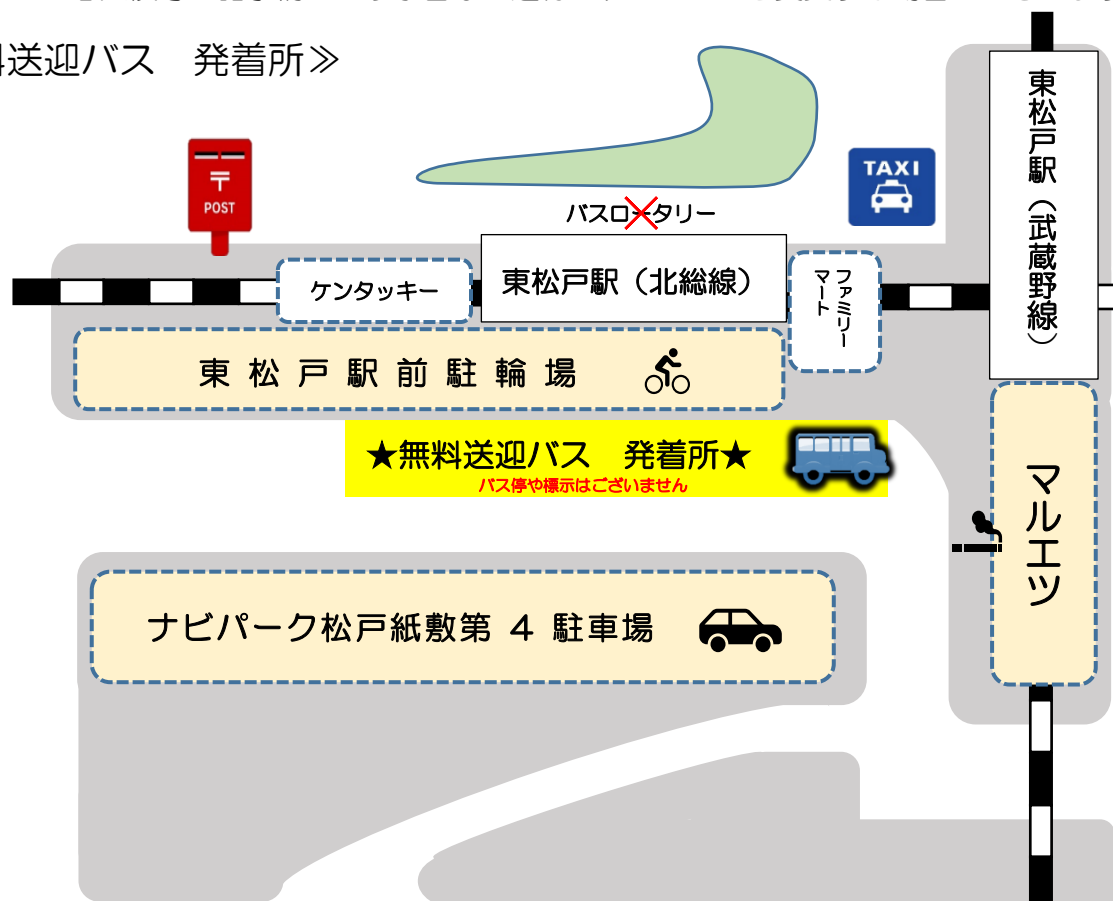 料送迎バス　発着所≫
〒
POST
TAXI
バスロータリー
東松戸駅（武蔵野線）
ケンタッキー
東松戸駅（北総線）
ファミリー
マート
東松戸駅前駐輪場
★無料送迎バス　発着所★
バス停や標示はございません
マルエツ
ナビパーク松戸紙敷第 4 駐車場